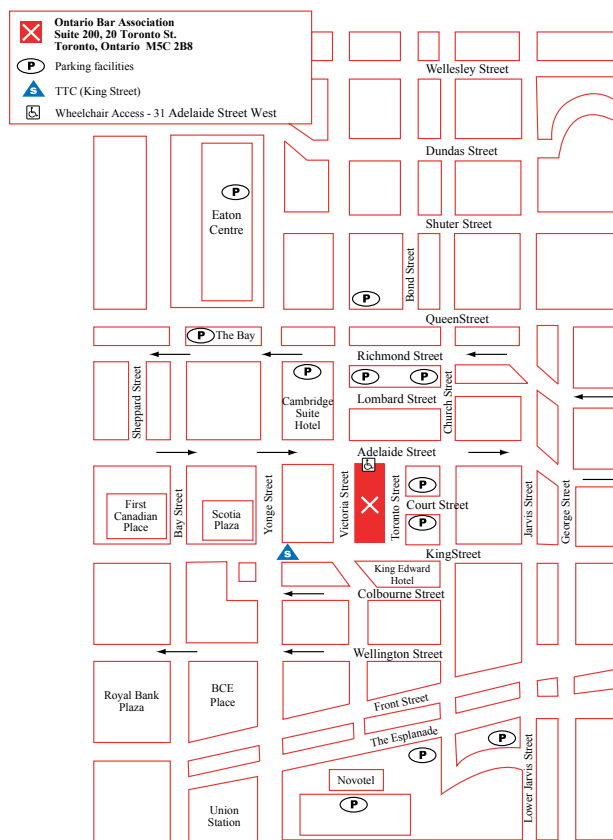 Ontario Bar Association
Suite 200, 20 Toronto St.
Toronto, Ontario M5C 2B8
P Parking facilities
S TTC (King Street)
Wheelchair Access - 31 Adelaide Street West
Wellesley Street
Dundas Street
P
Eaton
Centre
Shuter Street
Bond Street
P
QueenStreet
P The Bay
Richmond Street
P
P
P
Sheppard Street
Cambridge
Suite
Hotel
Lombard Street
Church Street
Adelaide Street
First
Canadian
Place
Bay Street
Scotia
Plaza
Yonge Street
Victoria Street
Toronto Street
P
Court Street
P
Jarvis Street
George Street
S
KingStreet
King Edward
Hotel
Colbourne Street
Wellington Street
Royal Bank
Plaza
BCE
Place
Front Street
The Esplanade
P
P
Lower Jarvis Street
Novotel
P
Union
Station